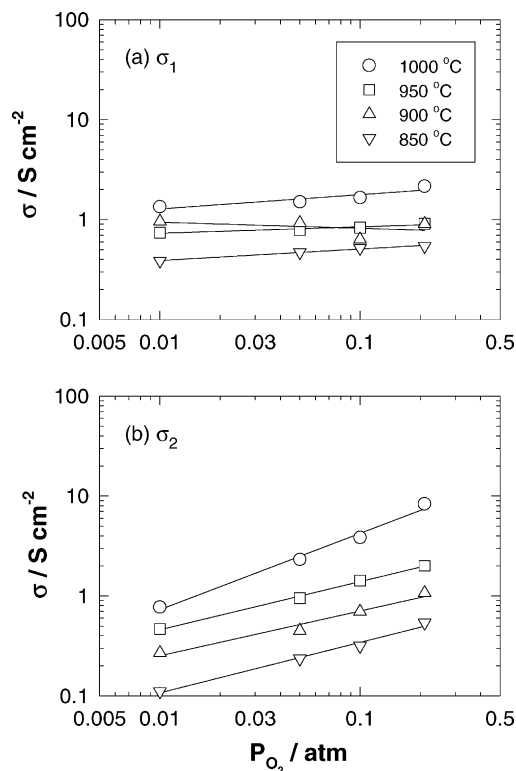 (a) σ1
1000 °C
950 °C
900 °C
850 °C
100
10
1
0.1
σ / S cm-2
0.005 0.01 0.03 0.1 0.5
(b) σ2
100
10
1
0.1
σ / S cm-2
0.005 0.01 0.03 0.1 0.5
PO3 / atm